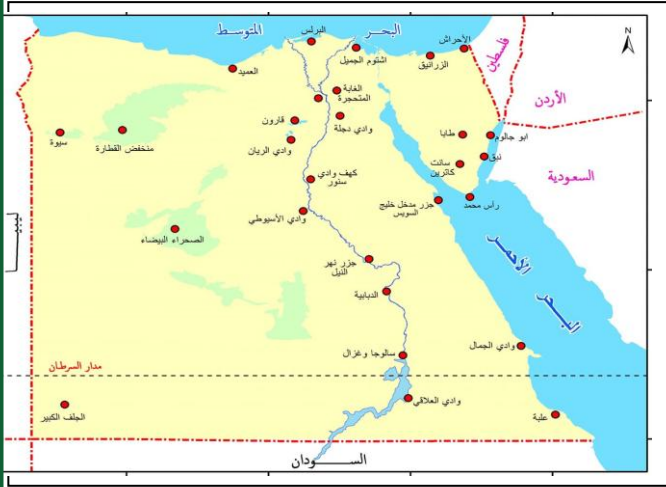 البحر
المتوسط
البرلس
اشتوم الجميل
الأحراش
الزرانيق
العميد
فلسطين
N
الأردن
الغابة
المتحجرة
قارون
وادي دجلة
طابا
ابو جالوم
سيوة
منخفض القطارة
وادي الريان
سانت
كاترين
نبق
السعودية
كهف وادي
سنور
وادي الأسيوطي
جزر مدخل خليج
السويس
راس محمد
ليبيا
الصحراء البيضاء
البحر
الأحمر
جزر نهر
النيل
الدبابية
وادي الجمال
سالوجا وغزال
مدار السرطان
الجلف الكبير
وادي العلاقي
علبة
السودان